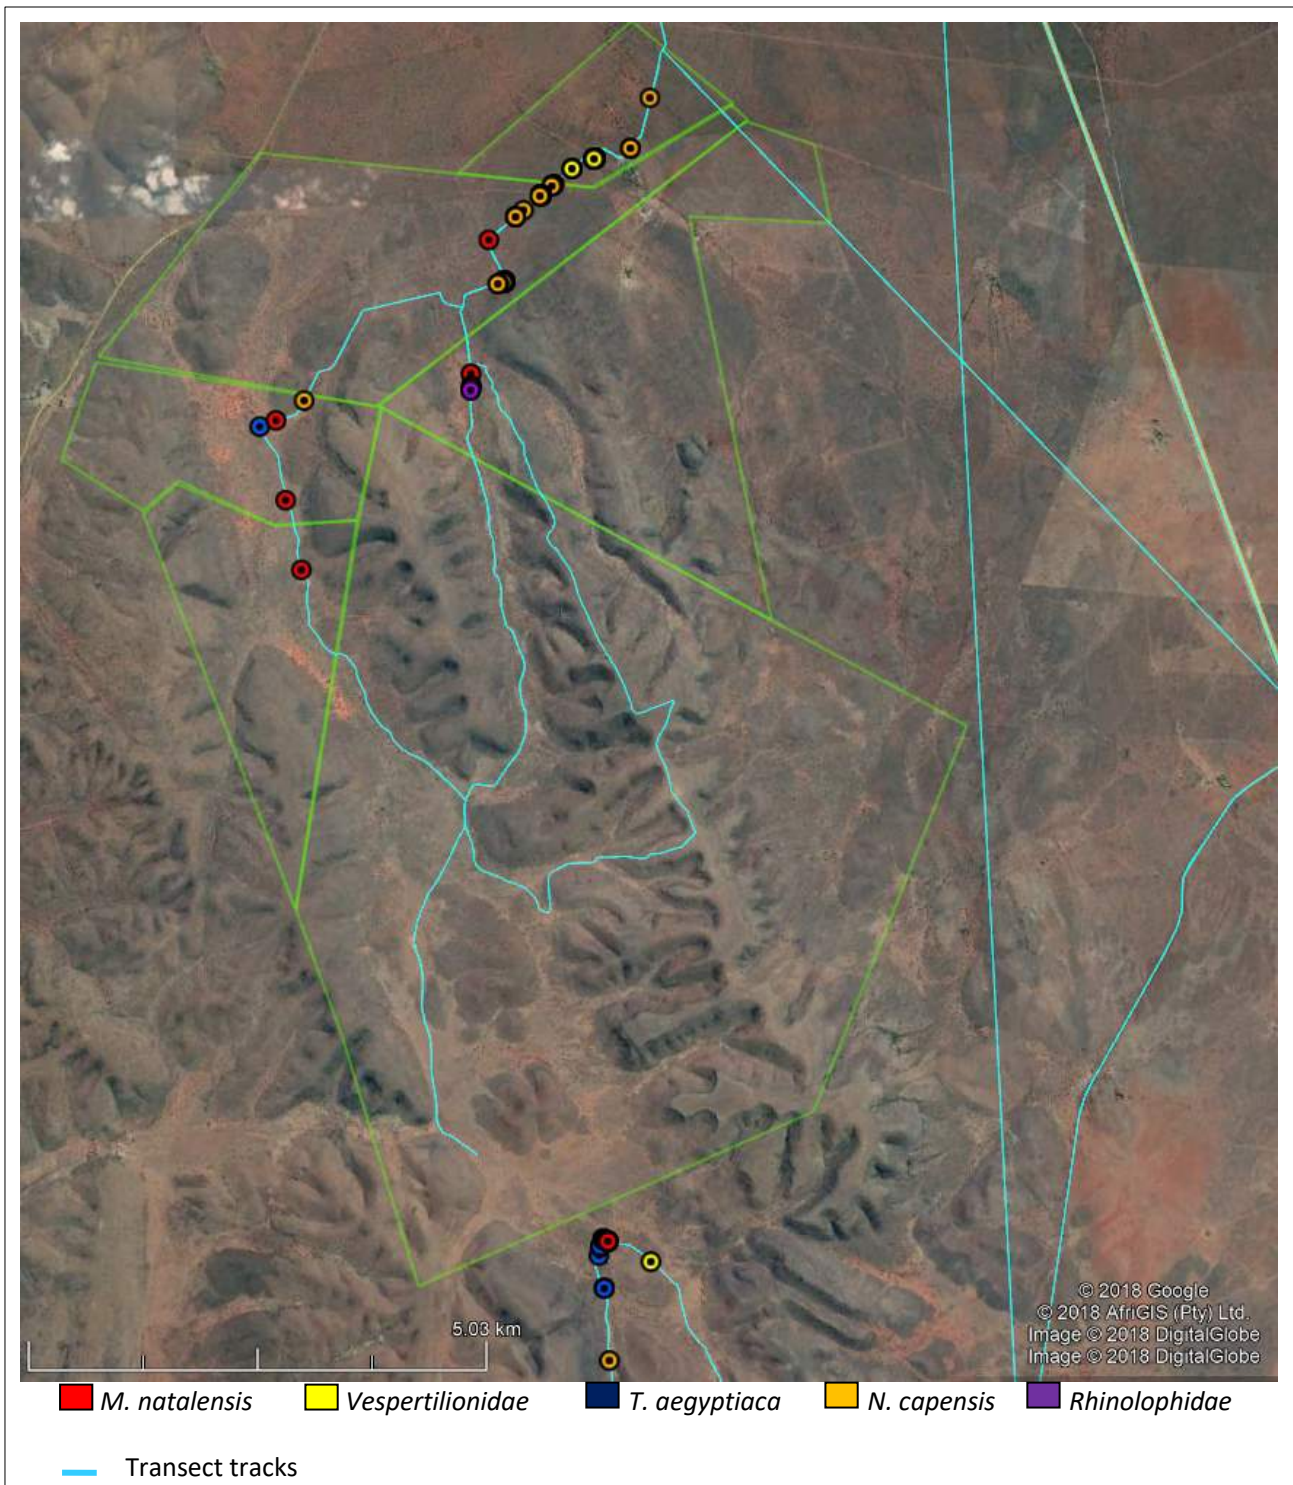 5.03 km
© 2018 Google
© 2018 AfriGIS (Pty) Ltd.
Image © 2018 DigitalGlobe
Image © 2018 DigitalGlobe
M. natalensis Vespertilionidae T. aegyptiaca N. capensis Rhinolophidae
Transect tracks